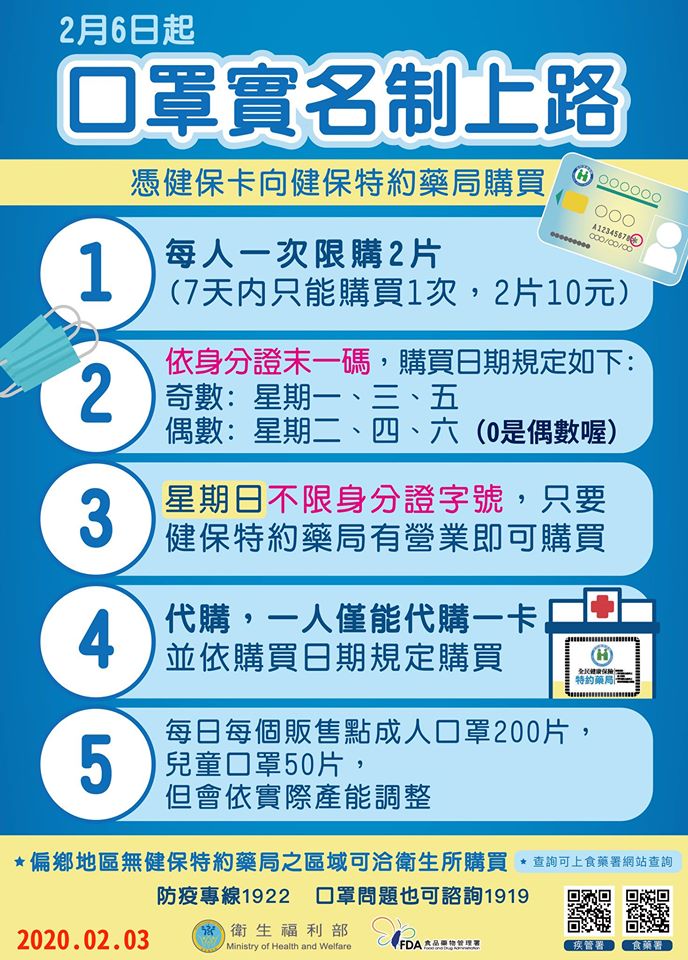 2月6日起
口罩實名制上路
憑健保卡向健保特約藥局購買
A123456789
000/00/00
1
每人一次限購2片
(7天內只能購買1次，2片10元)
2
依身分證末一碼，購買日期規定如下:
奇數: 星期一、三、五
偶數: 星期二、四、六 (0是偶數喔)
3
星期日不限身分證字號，只要
健保特約藥局有營業即可購買
4
代購，一人僅能代購一卡
並依購買日期規定購買
全民健康保險
特約藥局
5
每日每個販售點成人口罩200片，
兒童口罩50片，
但會依實際產能調整
★偏鄉地區無健保特約藥局之區域可洽衛生所購買
★查詢可上食藥署網站查詢
防疫專線1922 口罩問題也可諮詢1919
2020.02.03
衛生福利部
Ministry of Health and Welfare
FDA 食品藥物管理署
Food and Drug Administration
疾管署
食藥署